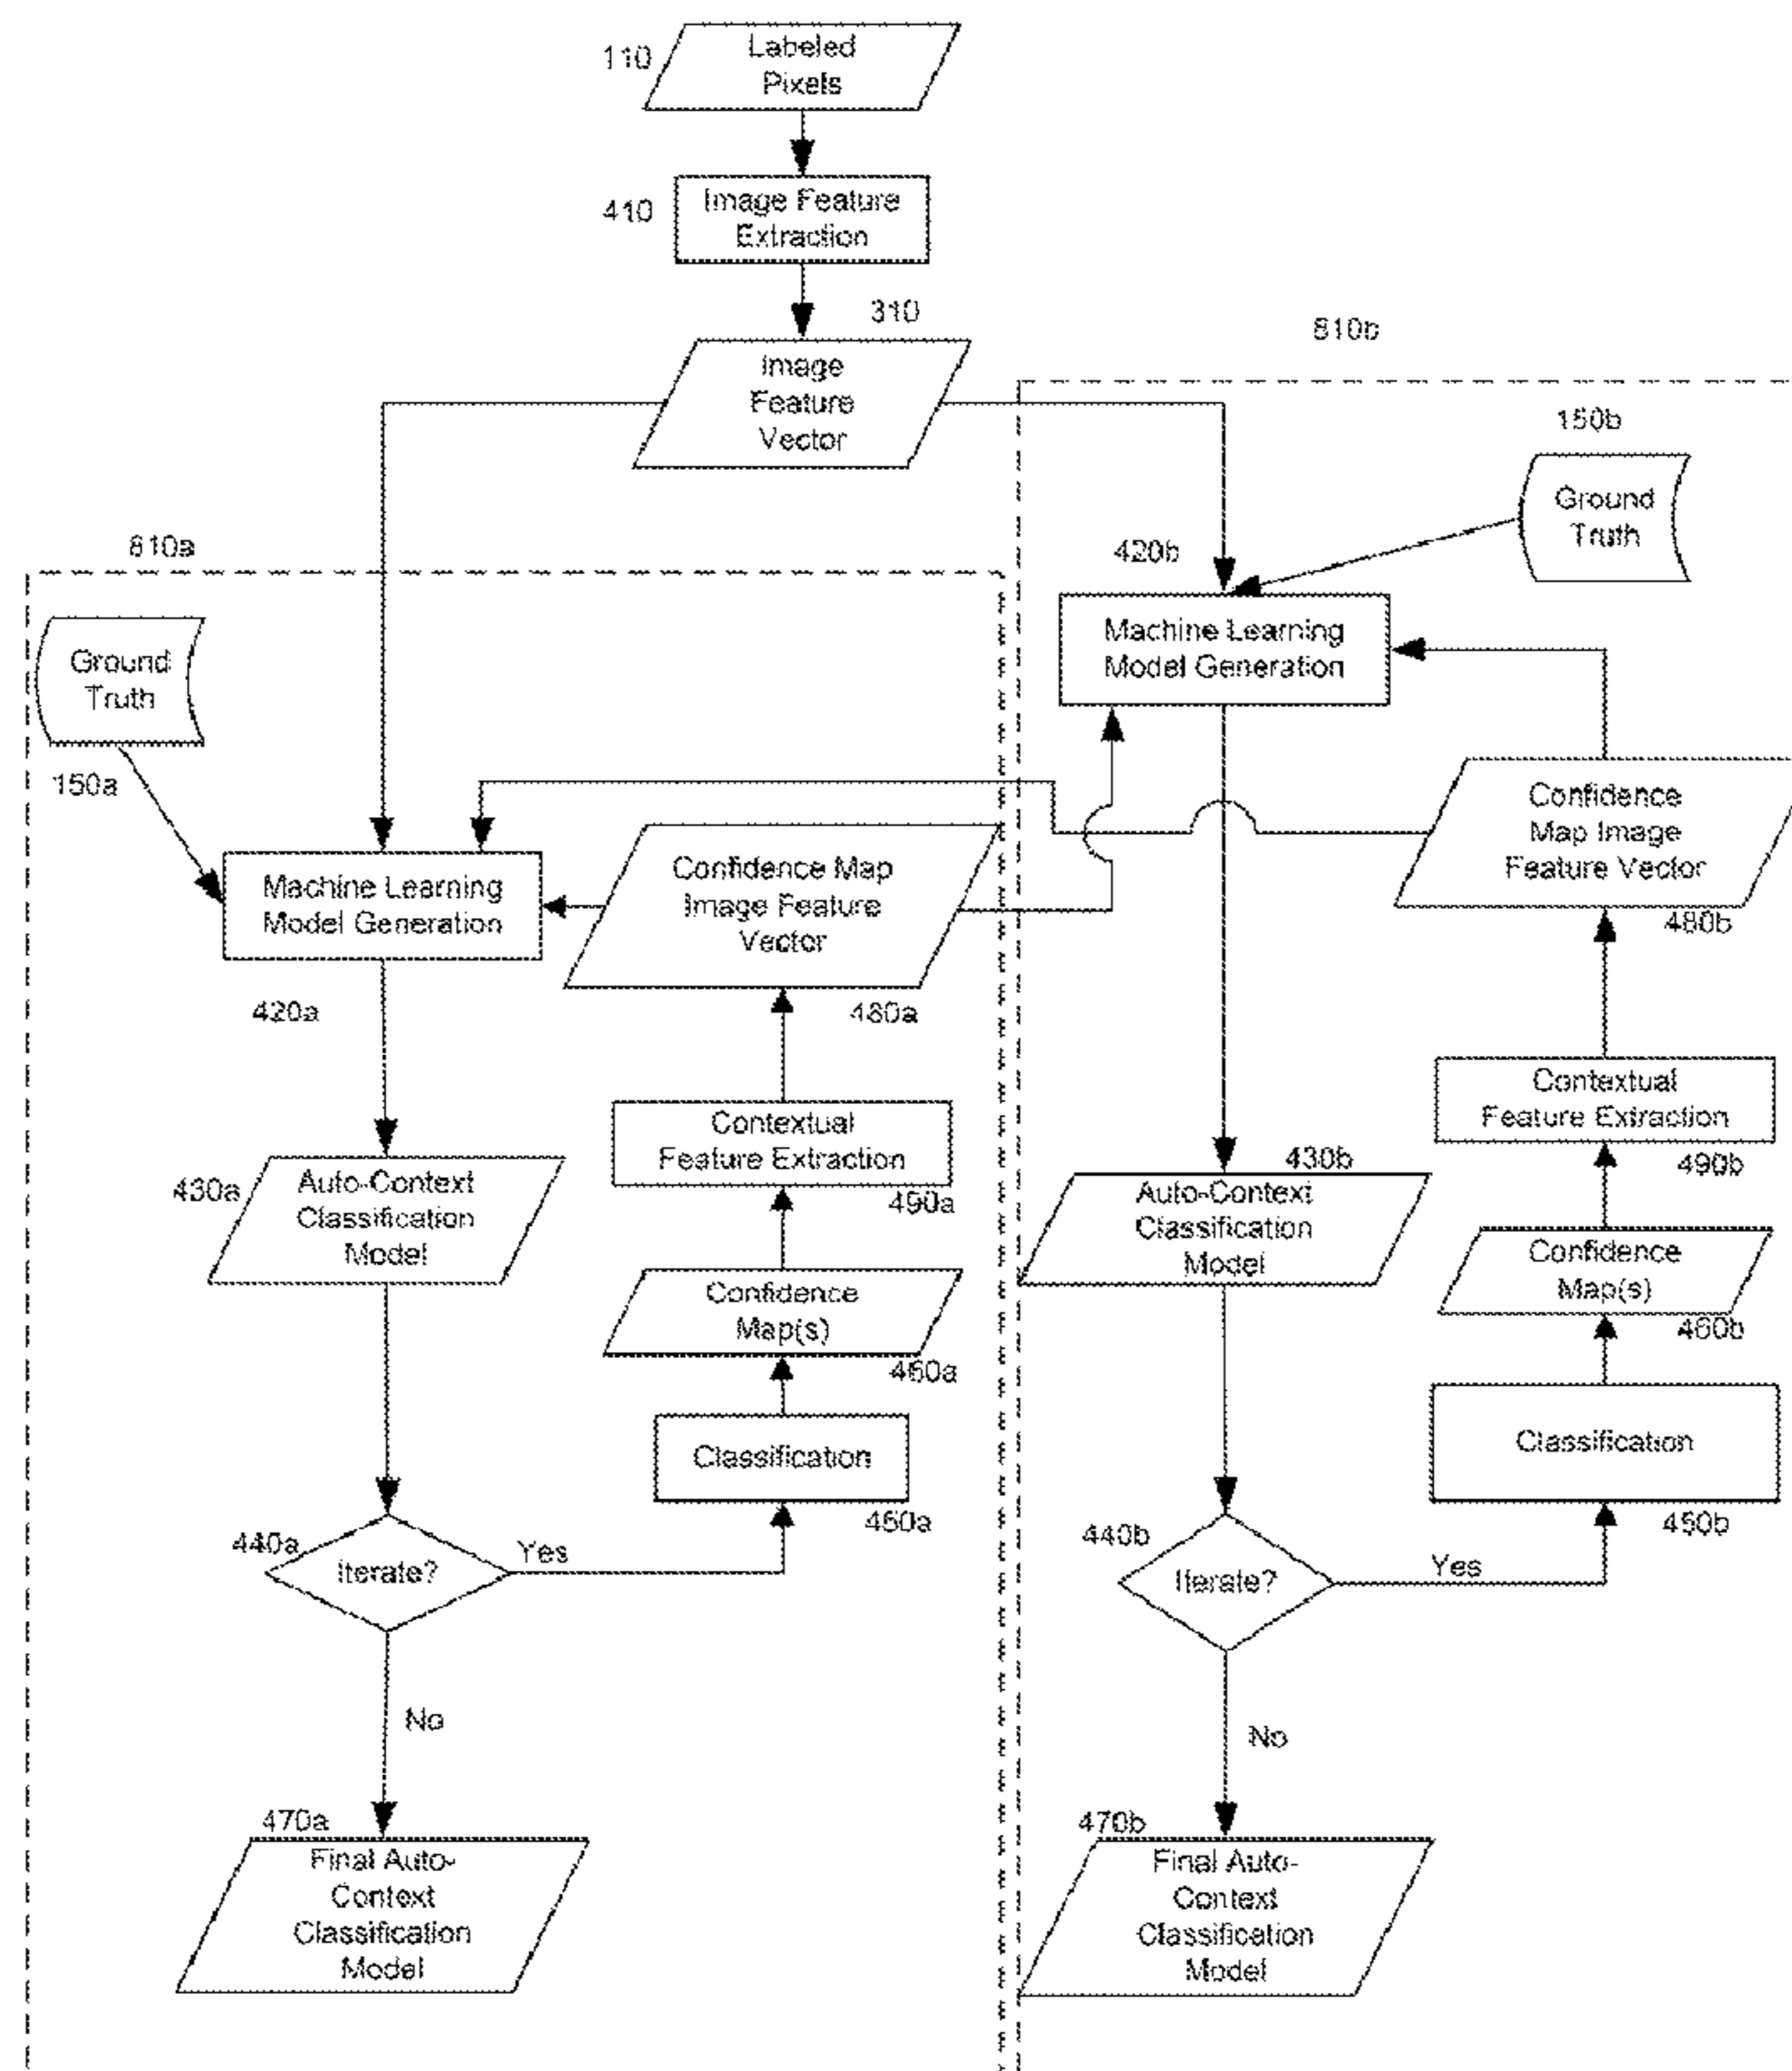 110
Labeled
Pixels
410
Image Feature
Extraction
310
Image
Feature
Vector
810b
150b
Ground
Truth
810a
420b
Machine Learning
Model Generation
Ground
Truth
150a
Confidence
Map Image
Feature Vector
480b
Machine Learning
Model Generation
Confidence Map
Image Feature
Vector
420a
480a
Contextual
Feature Extraction
490b
Contextual
Feature Extraction
490a
430a
Auto-Context
Classification
Model
430b
Auto-Context
Classification
Model
Confidence
Map(s)
460b
Confidence
Map(s)
460a
Classification
450b
Classification
450a
440a
Iterate?
Yes
440b
Iterate?
Yes
No
No
470a
Final Auto-
Context
Classification
Model
470b
Final Auto-
Context
Classification
Model